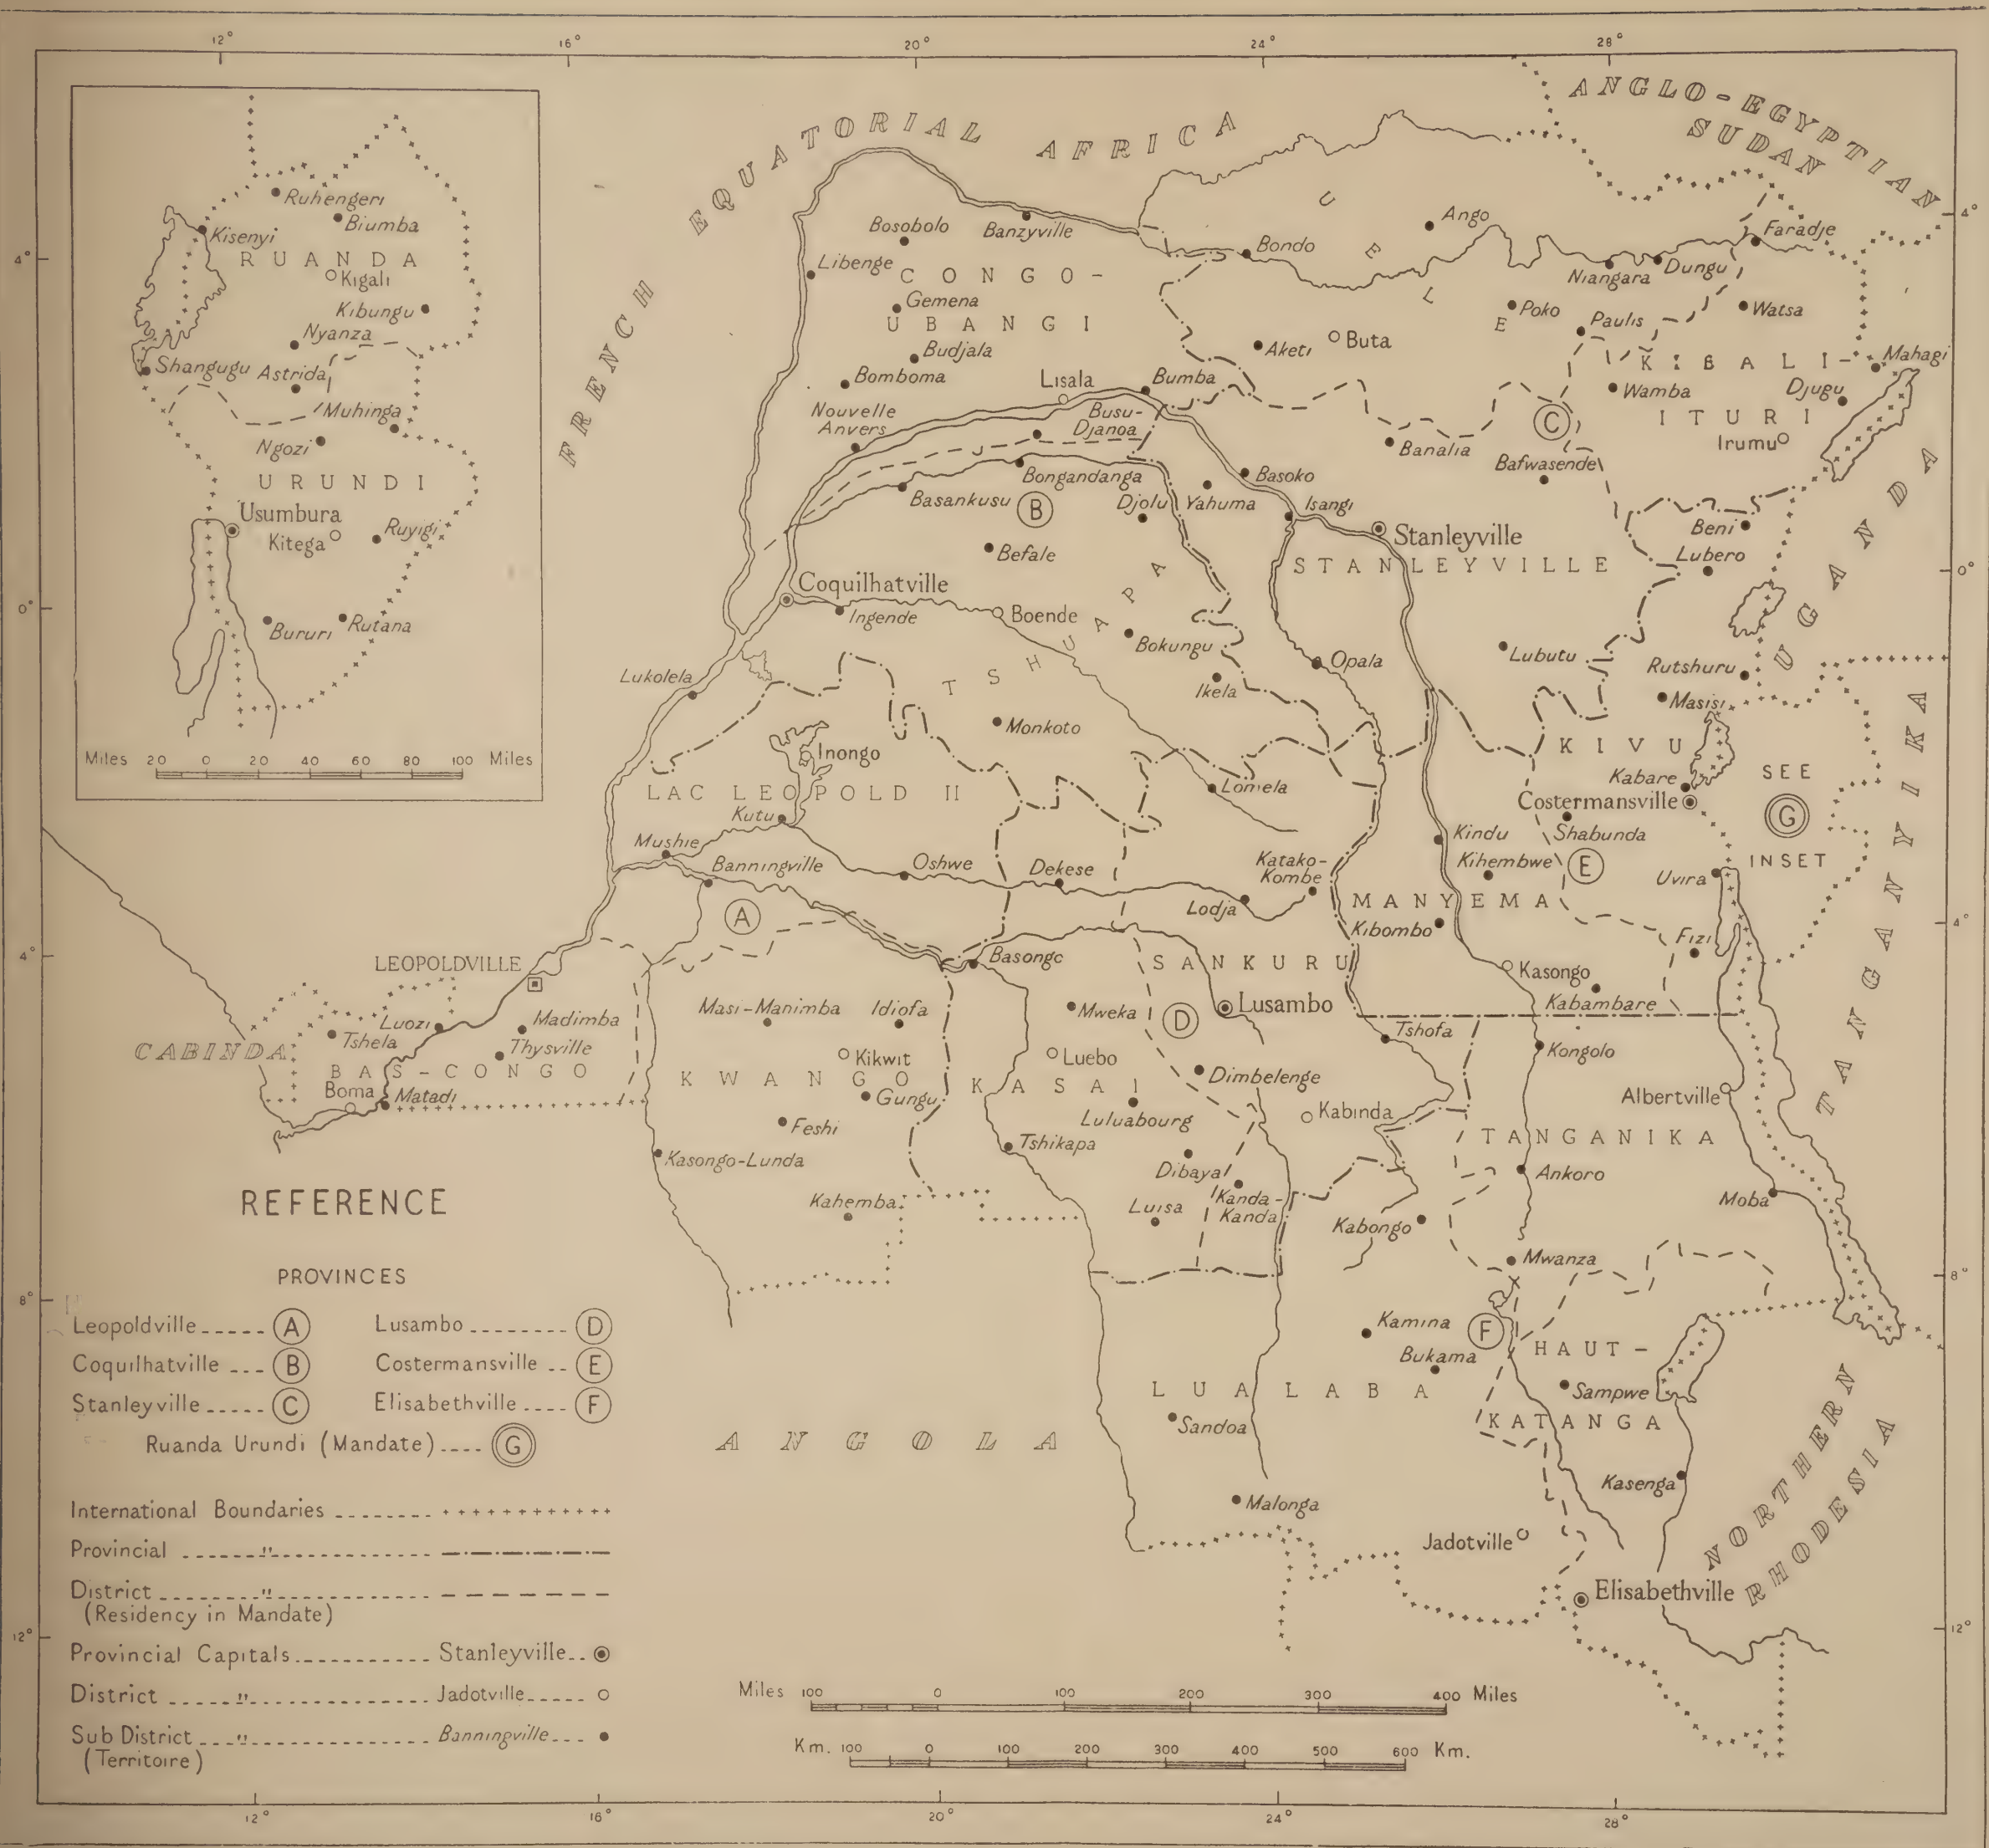 12°
16°
20°
24°
28°
ANGLO-EGYPTIAN
SUDAN
FRENCH EQUATORIAL AFRICA
4°
0°
4°
8°
12°
4°
0°
4°
8°
12°
Ruhengeri
Biumba
Kisenyi
RUANDA
Kigali
Kibungu
Nyanza
Shangugu
Astrida
Muhinga
Ngozi
URUNDI
Usumbura
Kitega
Ruyigi
Bururi
Rutana
Miles 20 0 20 40 60 80 100 Miles
Bosobolo
Banzyville
Libenge
CONGO-
UBANGI
Gemena
Budjala
Bomboma
Lisala
Bumba
Nouvelle
Anvers
Busu-
Djanoa
UELE
Ango
Bondo
Faradje
Niangara
Dungu
Poko
Paulis
Watsa
Aketi
Buta
KIBALI-
ITURI
Mahagi
Wamba
Djugu
C
Irumu
Banalia
Bafwasende
Bongandanga
Basankusu
B
Djolu
Yahuma
Basoko
Isangi
Stanleyville
STANLEYVILLE
Beni
Lubero
UGANDA
Befale
Coquilhatville
Ingende
Boende
TSHUAPA
Bokungu
Ikela
Opala
Lubutu
Rutshuru
Masisi
Lukolela
Monkoto
Inongo
LAC LEOPOLD II
Kutu
Lomela
KIVU
Kabare
Costermansville
Shabunda
SEE
G
INSET
Mushie
Banningville
Oshwe
Dekese
Katako-
Kombe
Kindu
Kihembwe
E
Uvira
A
Lodja
MANYEMA
Kibombo
Fizi
TANGANYIKA
LEOPOLDVILLE
Basongo
SANKURU
Kasongo
Kabambare
Masi-Manimba
Idiofa
Mweka
D
Lusambo
Tshofa
Luozi
Madimba
Tshela
Thysville
CABINDA
BAS-CONGO
Boma
Matadi
Kikwit
KWANGO
Gungu
Luebo
KASAI
Dimbelenge
Kongolo
Albertville
Luluabourg
Kabinda
Feshi
Tshikapa
TANGANIKA
Kasongo-Lunda
Dibaya
Kanda-
Kanda
Ankoro
Kahemba
Luisa
Kabongo
Moba
Mwanza
Kamina
F
Bukama
HAUT-
KATANGA
Sampwe
LUALABA
Sandoa
ANGOLA
Kasenga
Malonga
Jadotville
Elisabethville
NORTHERN
RHODESIA
REFERENCE
PROVINCES
Leopoldville A Lusambo D
Coquilhatville B Costermansville E
Stanleyville C Elisabethville F
Ruanda Urundi (Mandate) G
International Boundaries
Provincial "
District "
(Residency in Mandate)
Provincial Capitals Stanleyville
District " Jadotville
Sub District " Banningville
(Territoire)
Miles 100 0 100 200 300 400 Miles
Km. 100 0 100 200 300 400 500 600 Km.
12°
16°
20°
24°
28°